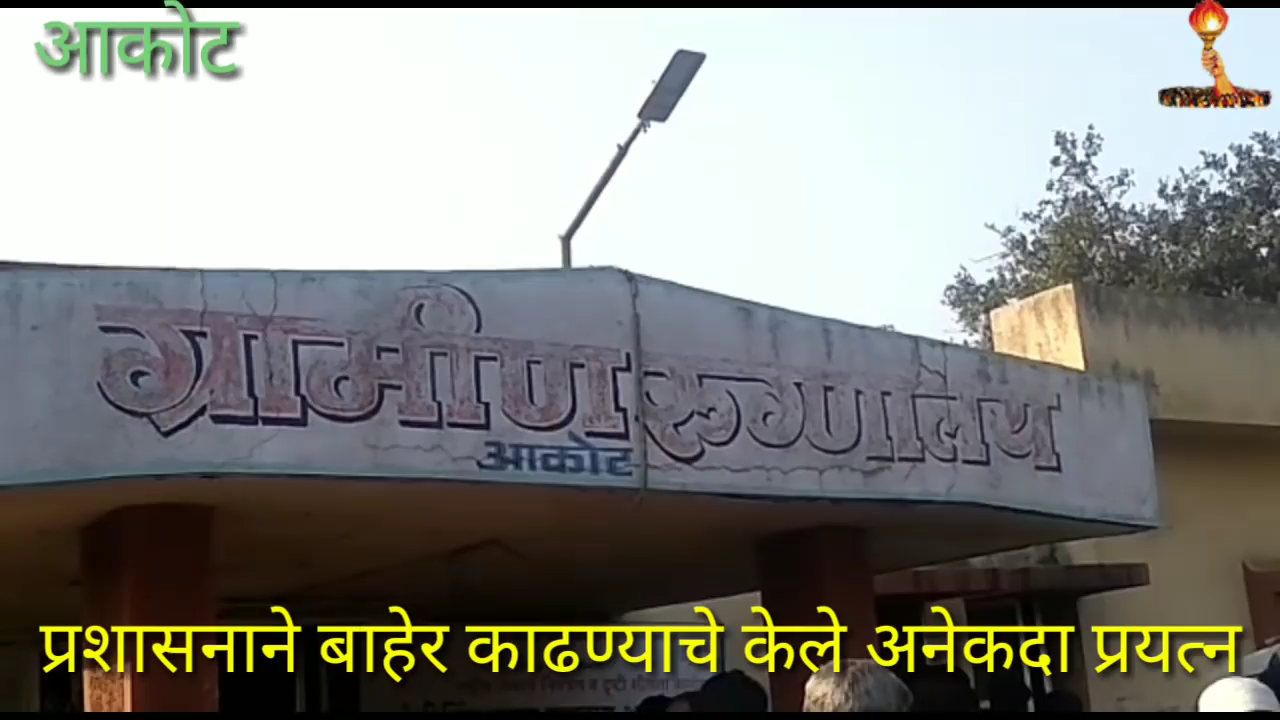 आकोट
ग्रामीण रुग्णालय
आकोट
प्रशासनाने बाहेर काढण्याचे केले अनेकदा प्रयत्न